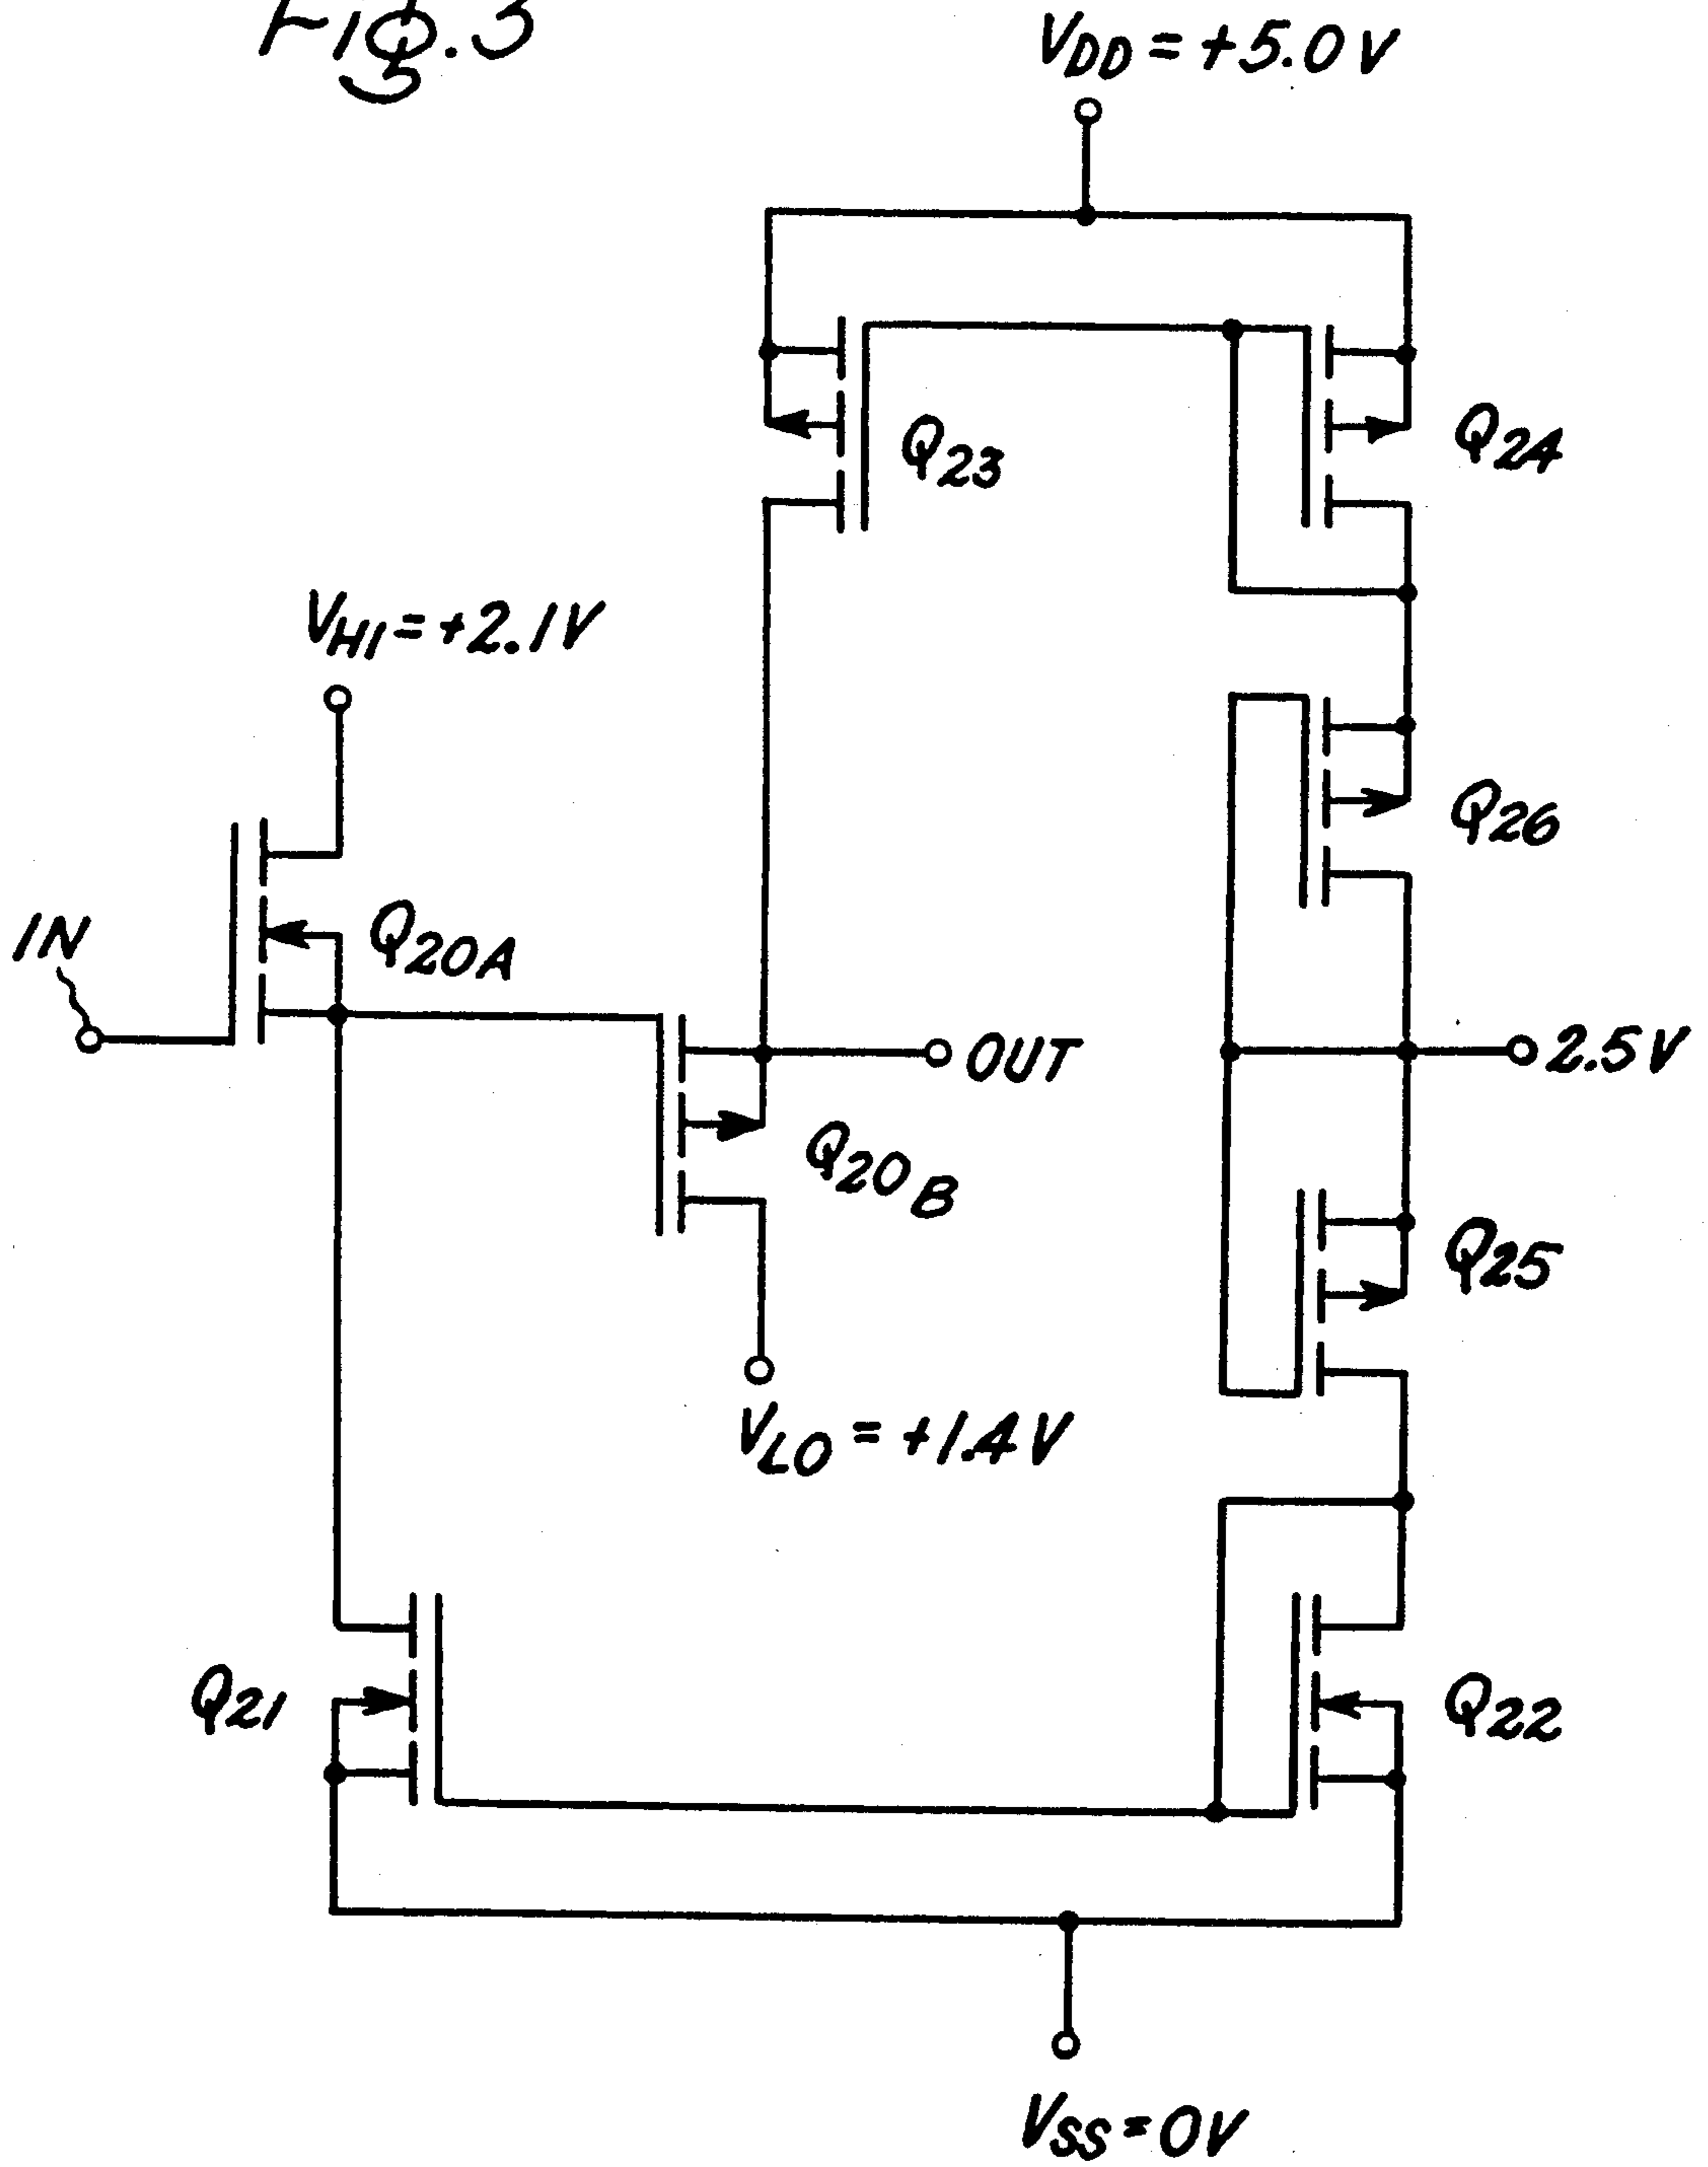 Fig. 3
VDD = +5.0 V
Q23
Q24
VHI = +2.1V
Q26
IN
Q20A
OUT
2.5V
Q20B
Q25
VLO = +1.4V
Q21
Q22
VSS = 0V